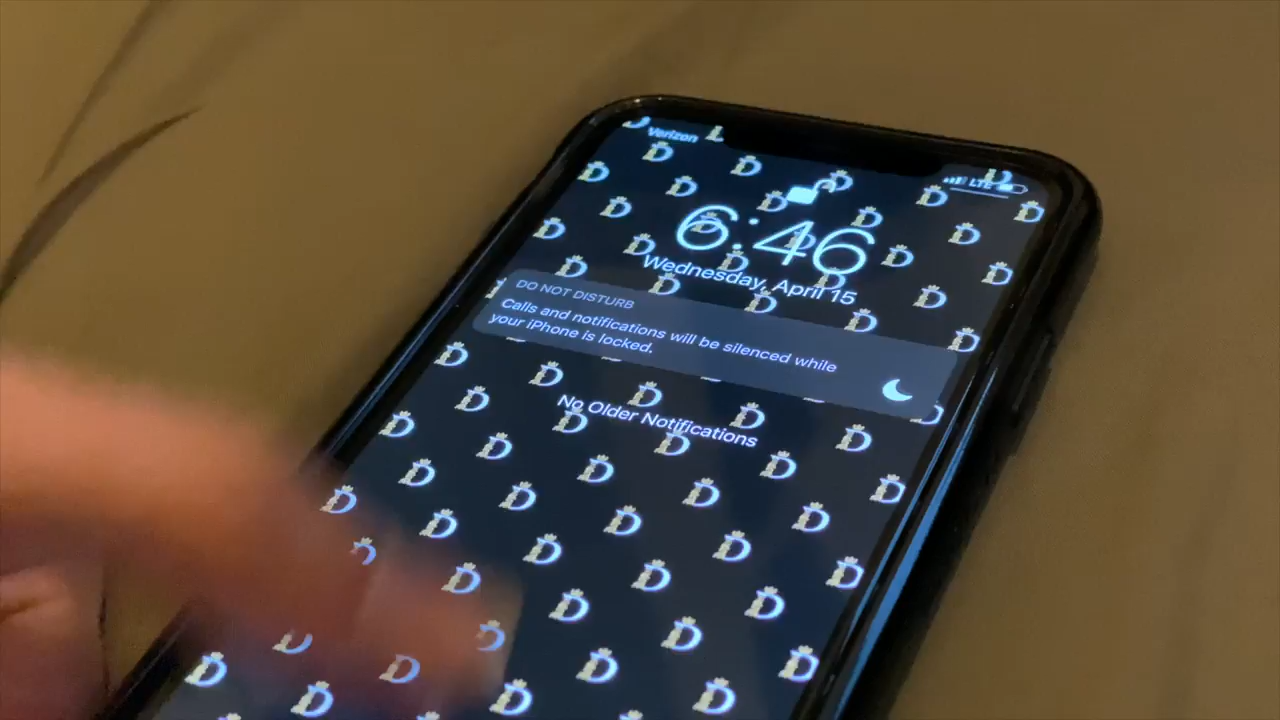 Verizon
LTE
6:46
Wednesday, April 15
DO NOT DISTURB
Calls and notifications will be silenced while
your iPhone is locked.
No Older Notifications